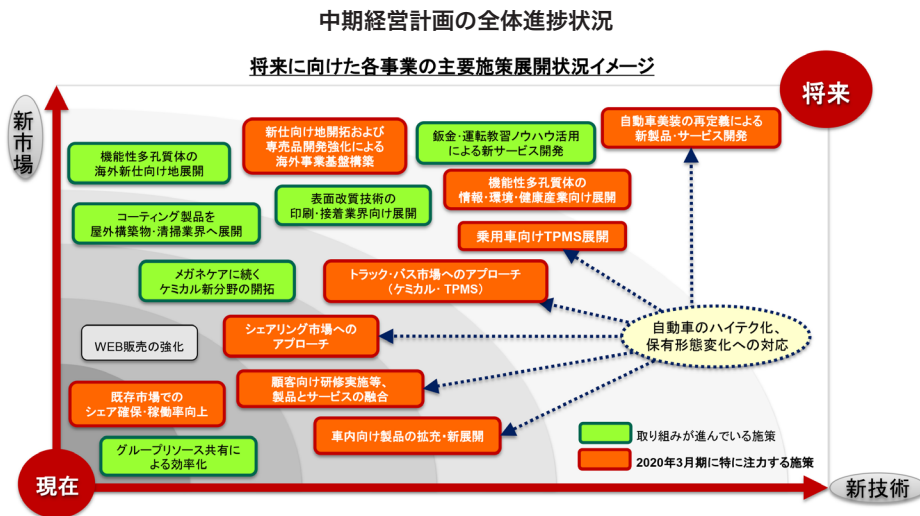 中期経営計画の全体進捗状況
将来に向けた各事業の主要施策展開状況イメージ
将来
新市場
自動車美装の再定義による
新製品・サービス開発
新仕向け地開拓および
専売品開発強化による
海外事業基盤構築
鈑金・運転教習ノウハウ活用
による新サービス開発
機能性多孔質体の
海外新仕向け地展開
機能性多孔質体の
情報・環境・健康産業向け展開
表面改質技術の
印刷・接着業界向け展開
コーティング製品を
屋外構築物・清掃業界へ展開
乗用車向けTPMS展開
メガネケアに続く
ケミカル新分野の開拓
トラック・バス市場へのアプローチ
（ケミカル・TPMS）
自動車のハイテク化、
保有形態変化への対応
WEB販売の強化
シェアリング市場への
アプローチ
顧客向け研修実施等、
製品とサービスの融合
既存市場での
シェア確保・稼働率向上
車内向け製品の拡充・新展開
グループリソース共有
による効率化
取り組みが進んでいる施策
2020年3月期に特に注力する施策
現在
新技術